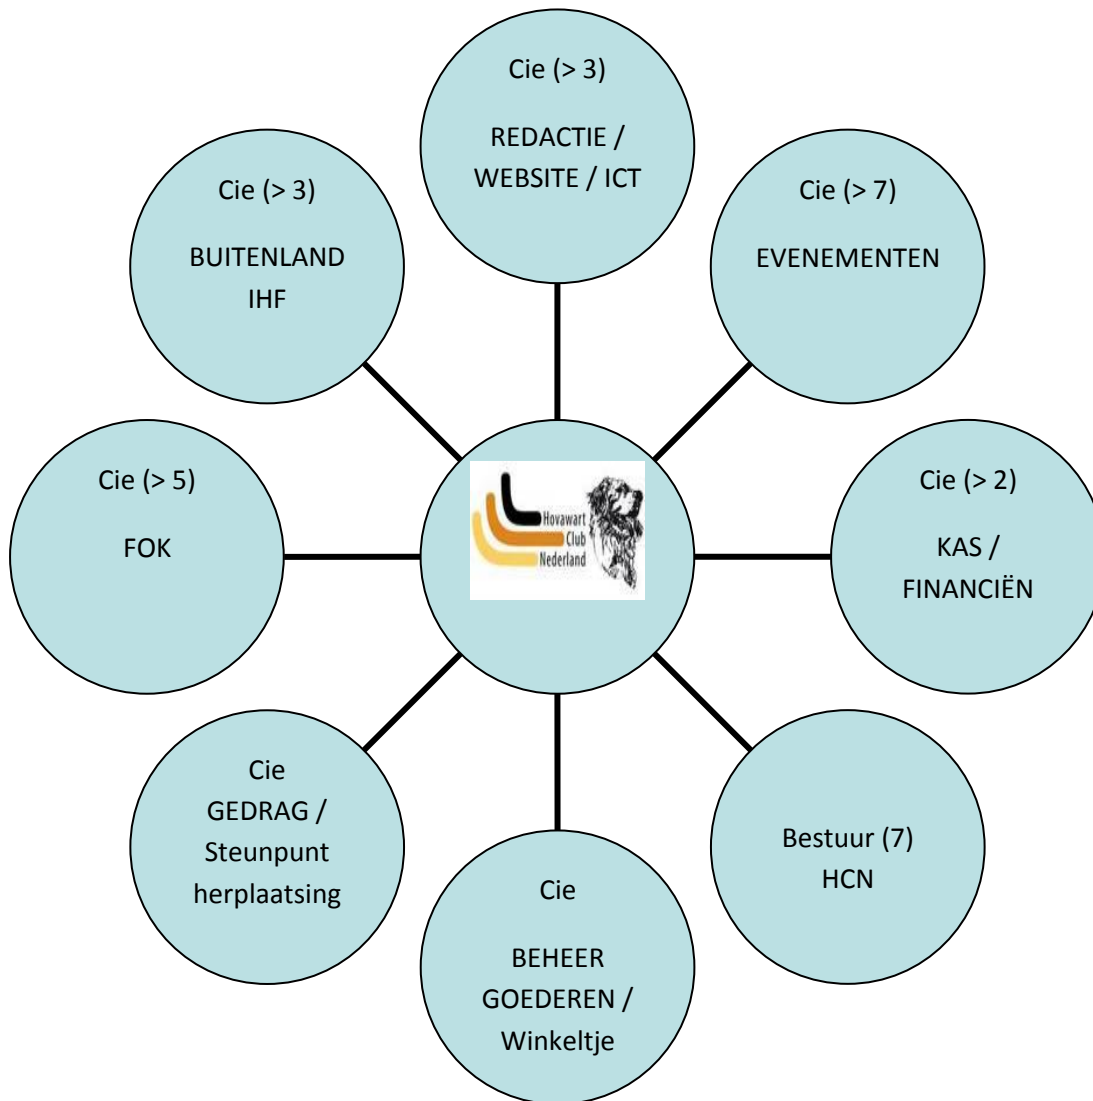 Cie (> 3)
REDACTIE /
WEBSITE / ICT
Cie (> 3)
BUITENLAND
IHF
Cie (> 7)
EVENEMENTEN
Cie (> 5)
FOK
Hovawart
Club
Nederland
Cie (> 2)
KAS /
FINANCIËN
Cie
GEDRAG /
Steunpunt
herplaatsing
Bestuur (7)
HCN
Cie
BEHEER
GOEDEREN /
Winkeltje